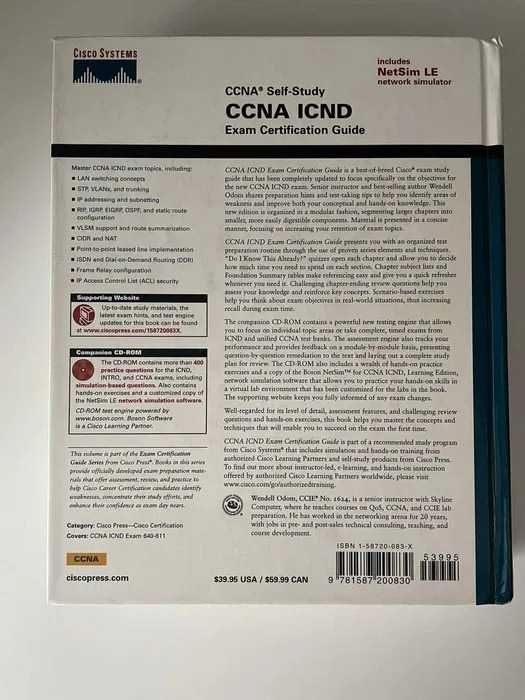 CISCO SYSTEMS
includes
NetSim LE
network simulator
CCNA® Self-Study
CCNA ICND
Exam Certification Guide
Master CCNA ICND exam topics, including:
■ LAN switching concepts
■ STP, VLANs, and trunking
■ IP addressing and subnetting
■ RIP, IGRP, EIGRP, OSPF, and static route
configuration
■ VLSM support and route summarization
■ CIDR and NAT
■ Point-to-point leased line implementation
■ ISDN and Dial-on-Demand Routing (DDR)
■ Frame Relay configuration
■ IP Access Control List (ACL) security
Supporting Website
Up-to-date study materials, the
latest exam hints, and test engine
updates for this book can be found
at www.ciscopress.com/158720083X.
Companion CD-ROM
The CD-ROM contains more than 400
practice questions for the ICND,
INTRO, and CCNA exams, including
simulation-based questions. Also contains
hands-on exercises and a customized copy of
the NetSim LE network simulation software.
CD-ROM test engine powered by
www.boson.com. Boson Software
is a Cisco Learning Partner.
This volume is part of the Exam Certification
Guide Series from Cisco Press®. Books in this series
provide officially developed exam preparation mate-
rials that offer assessment, review, and practice to
help Cisco Career Certification candidates identify
weaknesses, concentrate their study efforts, and
enhance their confidence as exam day nears.
Category: Cisco Press—Cisco Certification
Covers: CCNA ICND Exam 640-811
CCNA
ciscopress.com
CCNA ICND Exam Certification Guide is a best-of-breed Cisco® exam study
guide that has been completely updated to focus specifically on the objectives for
the new CCNA ICND exam. Senior instructor and best-selling author Wendell
Odom shares preparation hints and test-taking tips to help you identify areas of
weakness and improve both your conceptual and hands-on knowledge. This
new edition is organized in a modular fashion, segmenting larger chapters into
smaller, more easily digestible components. Material is presented in a concise
manner, focusing on increasing your retention of exam topics.
CCNA ICND Exam Certification Guide presents you with an organized test
preparation routine through the use of proven series elements and techniques.
“Do I Know This Already?” quizzes open each chapter and allow you to decide
how much time you need to spend on each section. Chapter subject lists and
Foundation Summary tables make referencing easy and give you a quick refresher
whenever you need it. Challenging chapter-ending review questions help you
assess your knowledge and reinforce key concepts. Scenario-based exercises
help you think about exam objectives in real-world situations, thus increasing
recall during exam time.
The companion CD-ROM contains a powerful new testing engine that allows
you to focus on individual topic areas or take complete, timed exams from
ICND and unified CCNA test banks. The assessment engine also tracks your
performance and provides feedback on a module-by-module basis, presenting
question-by-question remediation to the text and laying out a complete study
plan for review. The CD-ROM also includes a wealth of hands-on practice
exercises and a copy of the Boson NetSim™ for CCNA ICND, Learning Edition,
network simulation software that allows you to practice your hands-on skills in
a virtual lab environment that has been customized for the labs in the book.
The supporting website keeps you fully informed of any exam changes.
Well-regarded for its level of detail, assessment features, and challenging review
questions and hands-on exercises, this book helps you master the concepts and
techniques that will enable you to succeed on the exam the first time.
CCNA ICND Exam Certification Guide is part of a recommended study program
from Cisco Systems® that includes simulation and hands-on training from
authorized Cisco Learning Partners and self-study products from Cisco Press.
To find out more about instructor-led, e-learning, and hands-on instruction
offered by authorized Cisco Learning Partners worldwide, please visit
www.cisco.com/go/authorizedtraining.
Wendell Odom, CCIE® No. 1624, is a senior instructor with Skyline
Computer, where he teaches courses on QoS, CCNA, and CCIE lab
preparation. He has worked in the networking arena for 20 years,
with jobs in pre- and post-sales technical consulting, teaching, and
course development.
ISBN 1-58720-083-X
53995
9 781587 200830
$39.95 USA / $59.99 CAN